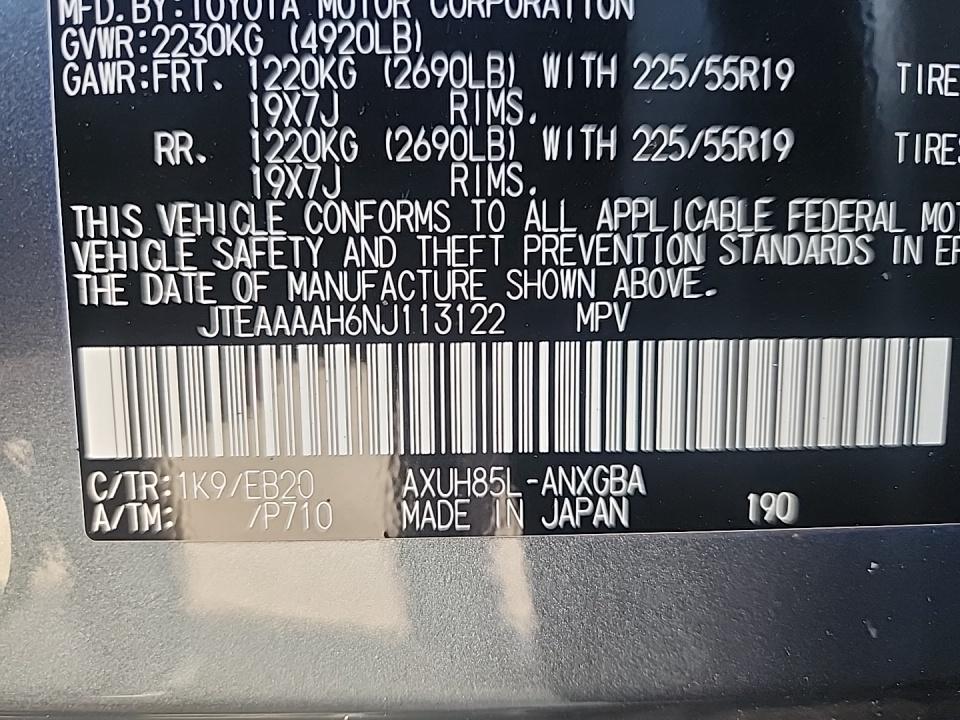 MFD. BY: TOYOTA MOTOR CORPORATION
GVWR: 2230KG (4920LB)
GAWR: FRT. 1220KG (2690LB) WITH 225/55R19 TIRE
19X7J RIMS.
RR. 1220KG (2690LB) WITH 225/55R19 TIRES
19X7J RIMS.
THIS VEHICLE CONFORMS TO ALL APPLICABLE FEDERAL MOT
VEHICLE SAFETY AND THEFT PREVENTION STANDARDS IN EF
THE DATE OF MANUFACTURE SHOWN ABOVE.
JTEAAAAH6NJ113122 MPV
C/TR: 1K9/EB20 AXUH85L-ANXGBA
A/TM: /P710 MADE IN JAPAN 190